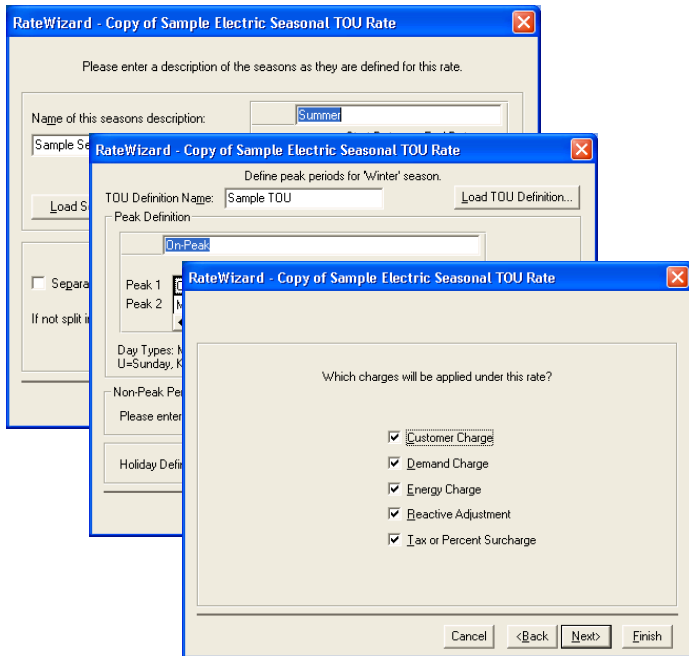 RateWizard - Copy of Sample Electric Seasonal TOU Rate
Please enter a description of the seasons as they are defined for this rate.
Name of this seasons description:
Summer
Sample Se
Load S
Separa
If not split i
RateWizard - Copy of Sample Electric Seasonal TOU Rate
Define peak periods for 'Winter' season.
TOU Definition Name:
Sample TOU
Load TOU Definition...
Peak Definition
On-Peak
Peak 1
Peak 2
Day Types: M
U=Sunday, K
Non-Peak Pe
Please enter
Holiday Defi
RateWizard - Copy of Sample Electric Seasonal TOU Rate
Which charges will be applied under this rate?
Customer Charge
Demand Charge
Energy Charge
Reactive Adjustment
Tax or Percent Surcharge
Cancel <Back Next> Finish